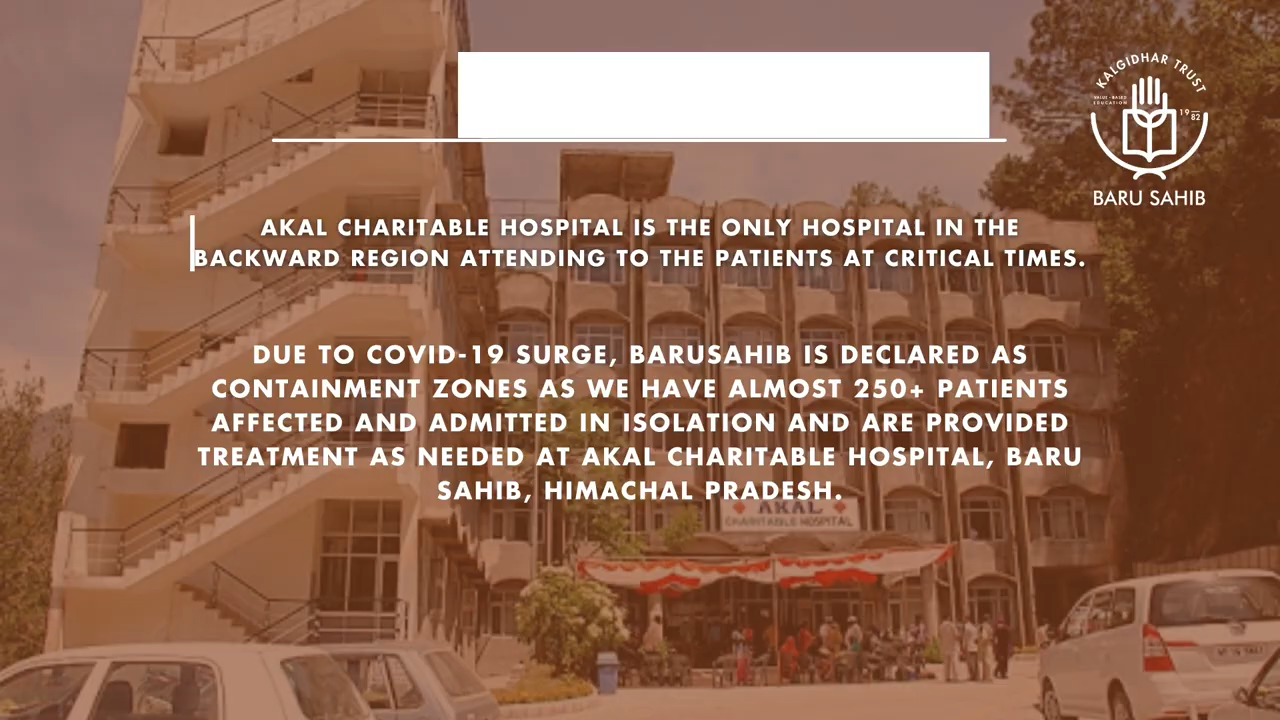 KALGIDHAR TRUST
VALUE-BASED
EDUCATION
1982
BARU SAHIB
AKAL CHARITABLE HOSPITAL IS THE ONLY HOSPITAL IN THE
BACKWARD REGION ATTENDING TO THE PATIENTS AT CRITICAL TIMES.
DUE TO COVID-19 SURGE, BARUSAHIB IS DECLARED AS
CONTAINMENT ZONES AS WE HAVE ALMOST 250+ PATIENTS
AFFECTED AND ADMITTED IN ISOLATION AND ARE PROVIDED
TREATMENT AS NEEDED AT AKAL CHARITABLE HOSPITAL, BARU
SAHIB, HIMACHAL PRADESH.
AKAL
CHARITABLE HOSPITAL